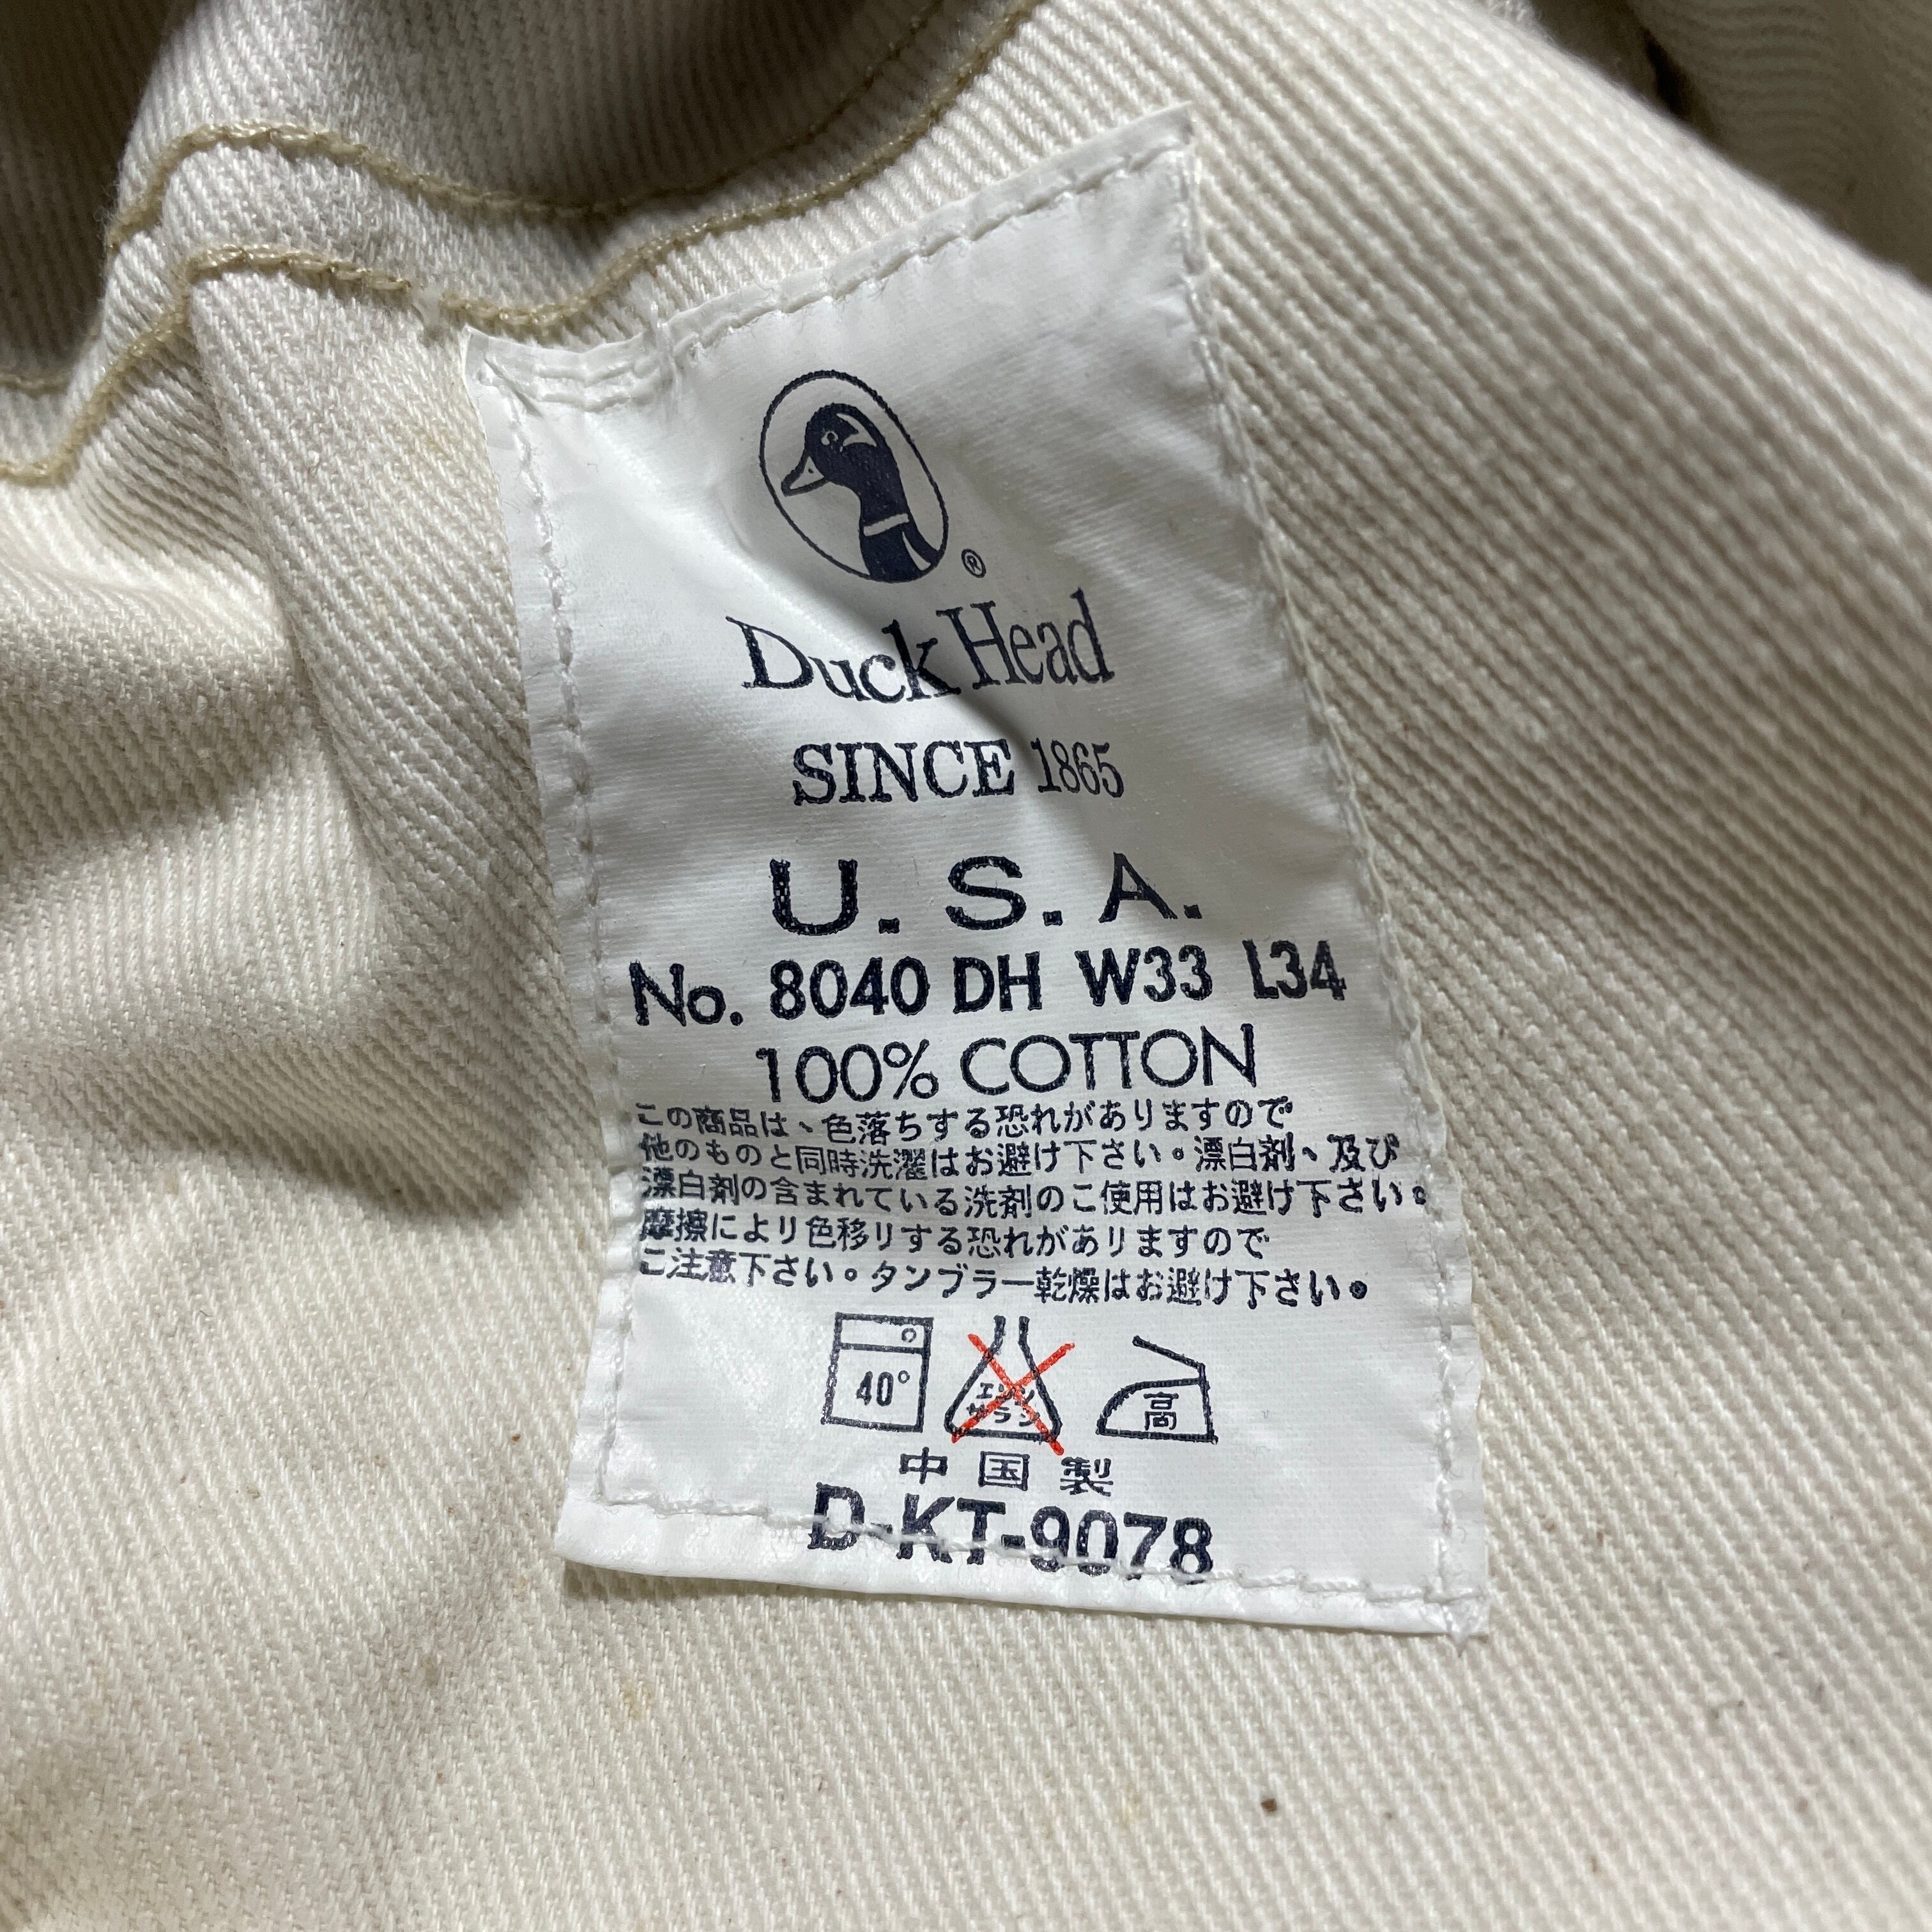 ®
Duck Head
SINCE 1865
U. S. A.
No. 8040 DH W33 L34
100% COTTON
この商品は、色落ちする恐れがありますので
他のものと同時洗濯はお避け下さい。漂白剤、及び
漂白剤の含まれている洗剤のご使用はお避け下さい。
摩擦により色移りする恐れがありますので
ご注意下さい。タンブラー乾燥はお避け下さい。
40°
エンソ
サラシ
高
中国製
D-KT-9078